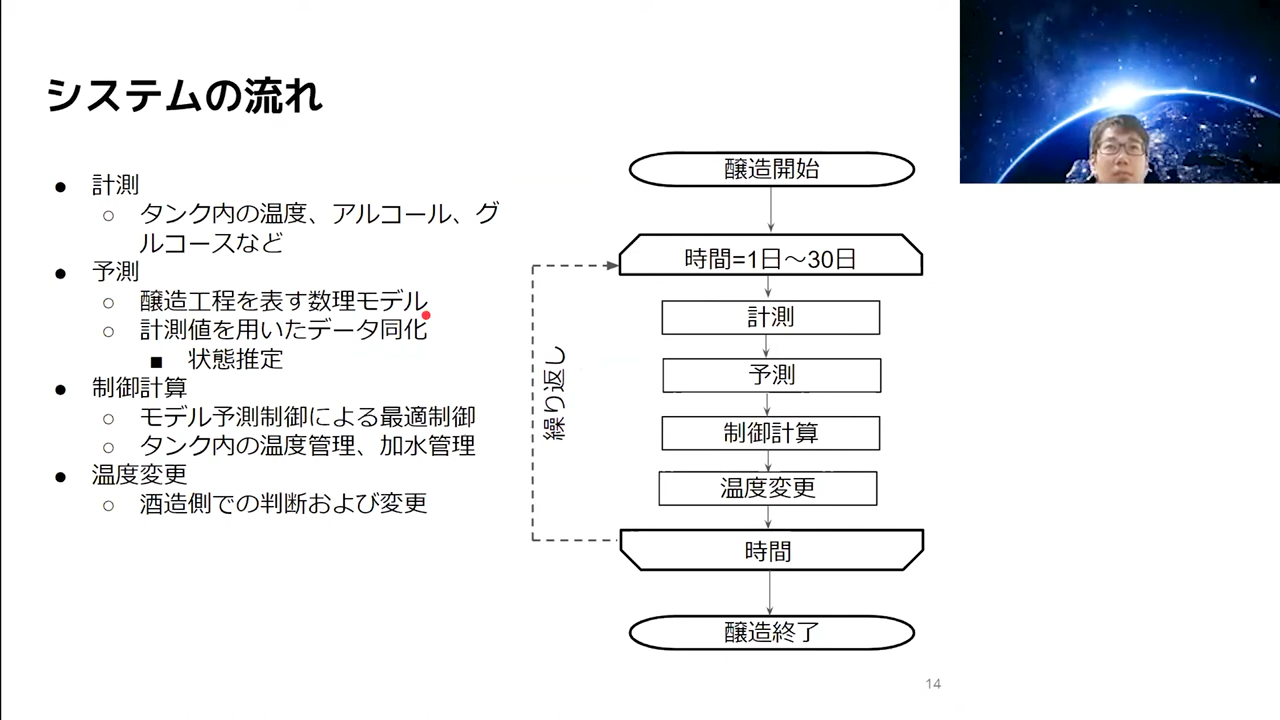 システムの流れ
● 計測
○ タンク内の温度、アルコール、グ
ルコースなど
● 予測
○ 醸造工程を表す数理モデル
○ 計測値を用いたデータ同化
■ 状態推定
● 制御計算
○ モデル予測制御による最適制御
○ タンク内の温度管理、加水管理
● 温度変更
○ 酒造側での判断および変更
醸造開始
時間=1日～30日
計測
予測
制御計算
温度変更
時間
醸造終了
繰り返し
14